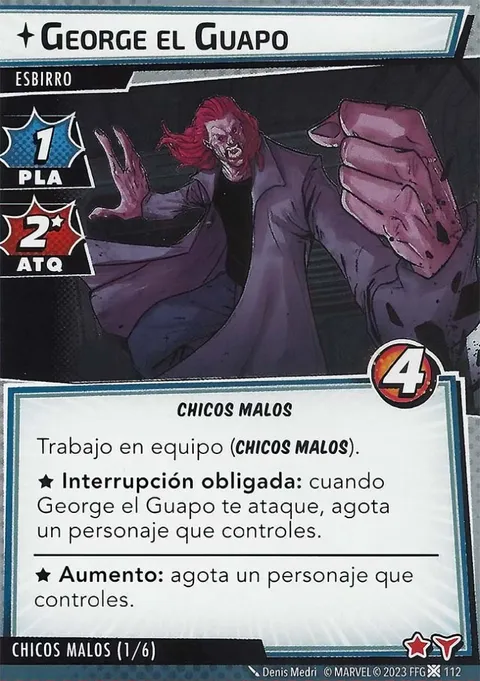 George el Guapo
ESBIRRO
1
PLA
2
ATQ
4
CHICOS MALOS
Trabajo en equipo (CHICOS MALOS).
★ Interrupción obligada: cuando
George el Guapo te ataque, agota
un personaje que controles.
★ Aumento: agota un personaje que
controles.
CHICOS MALOS (1/6)
Denis Medri © MARVEL © 2023 FFG 112